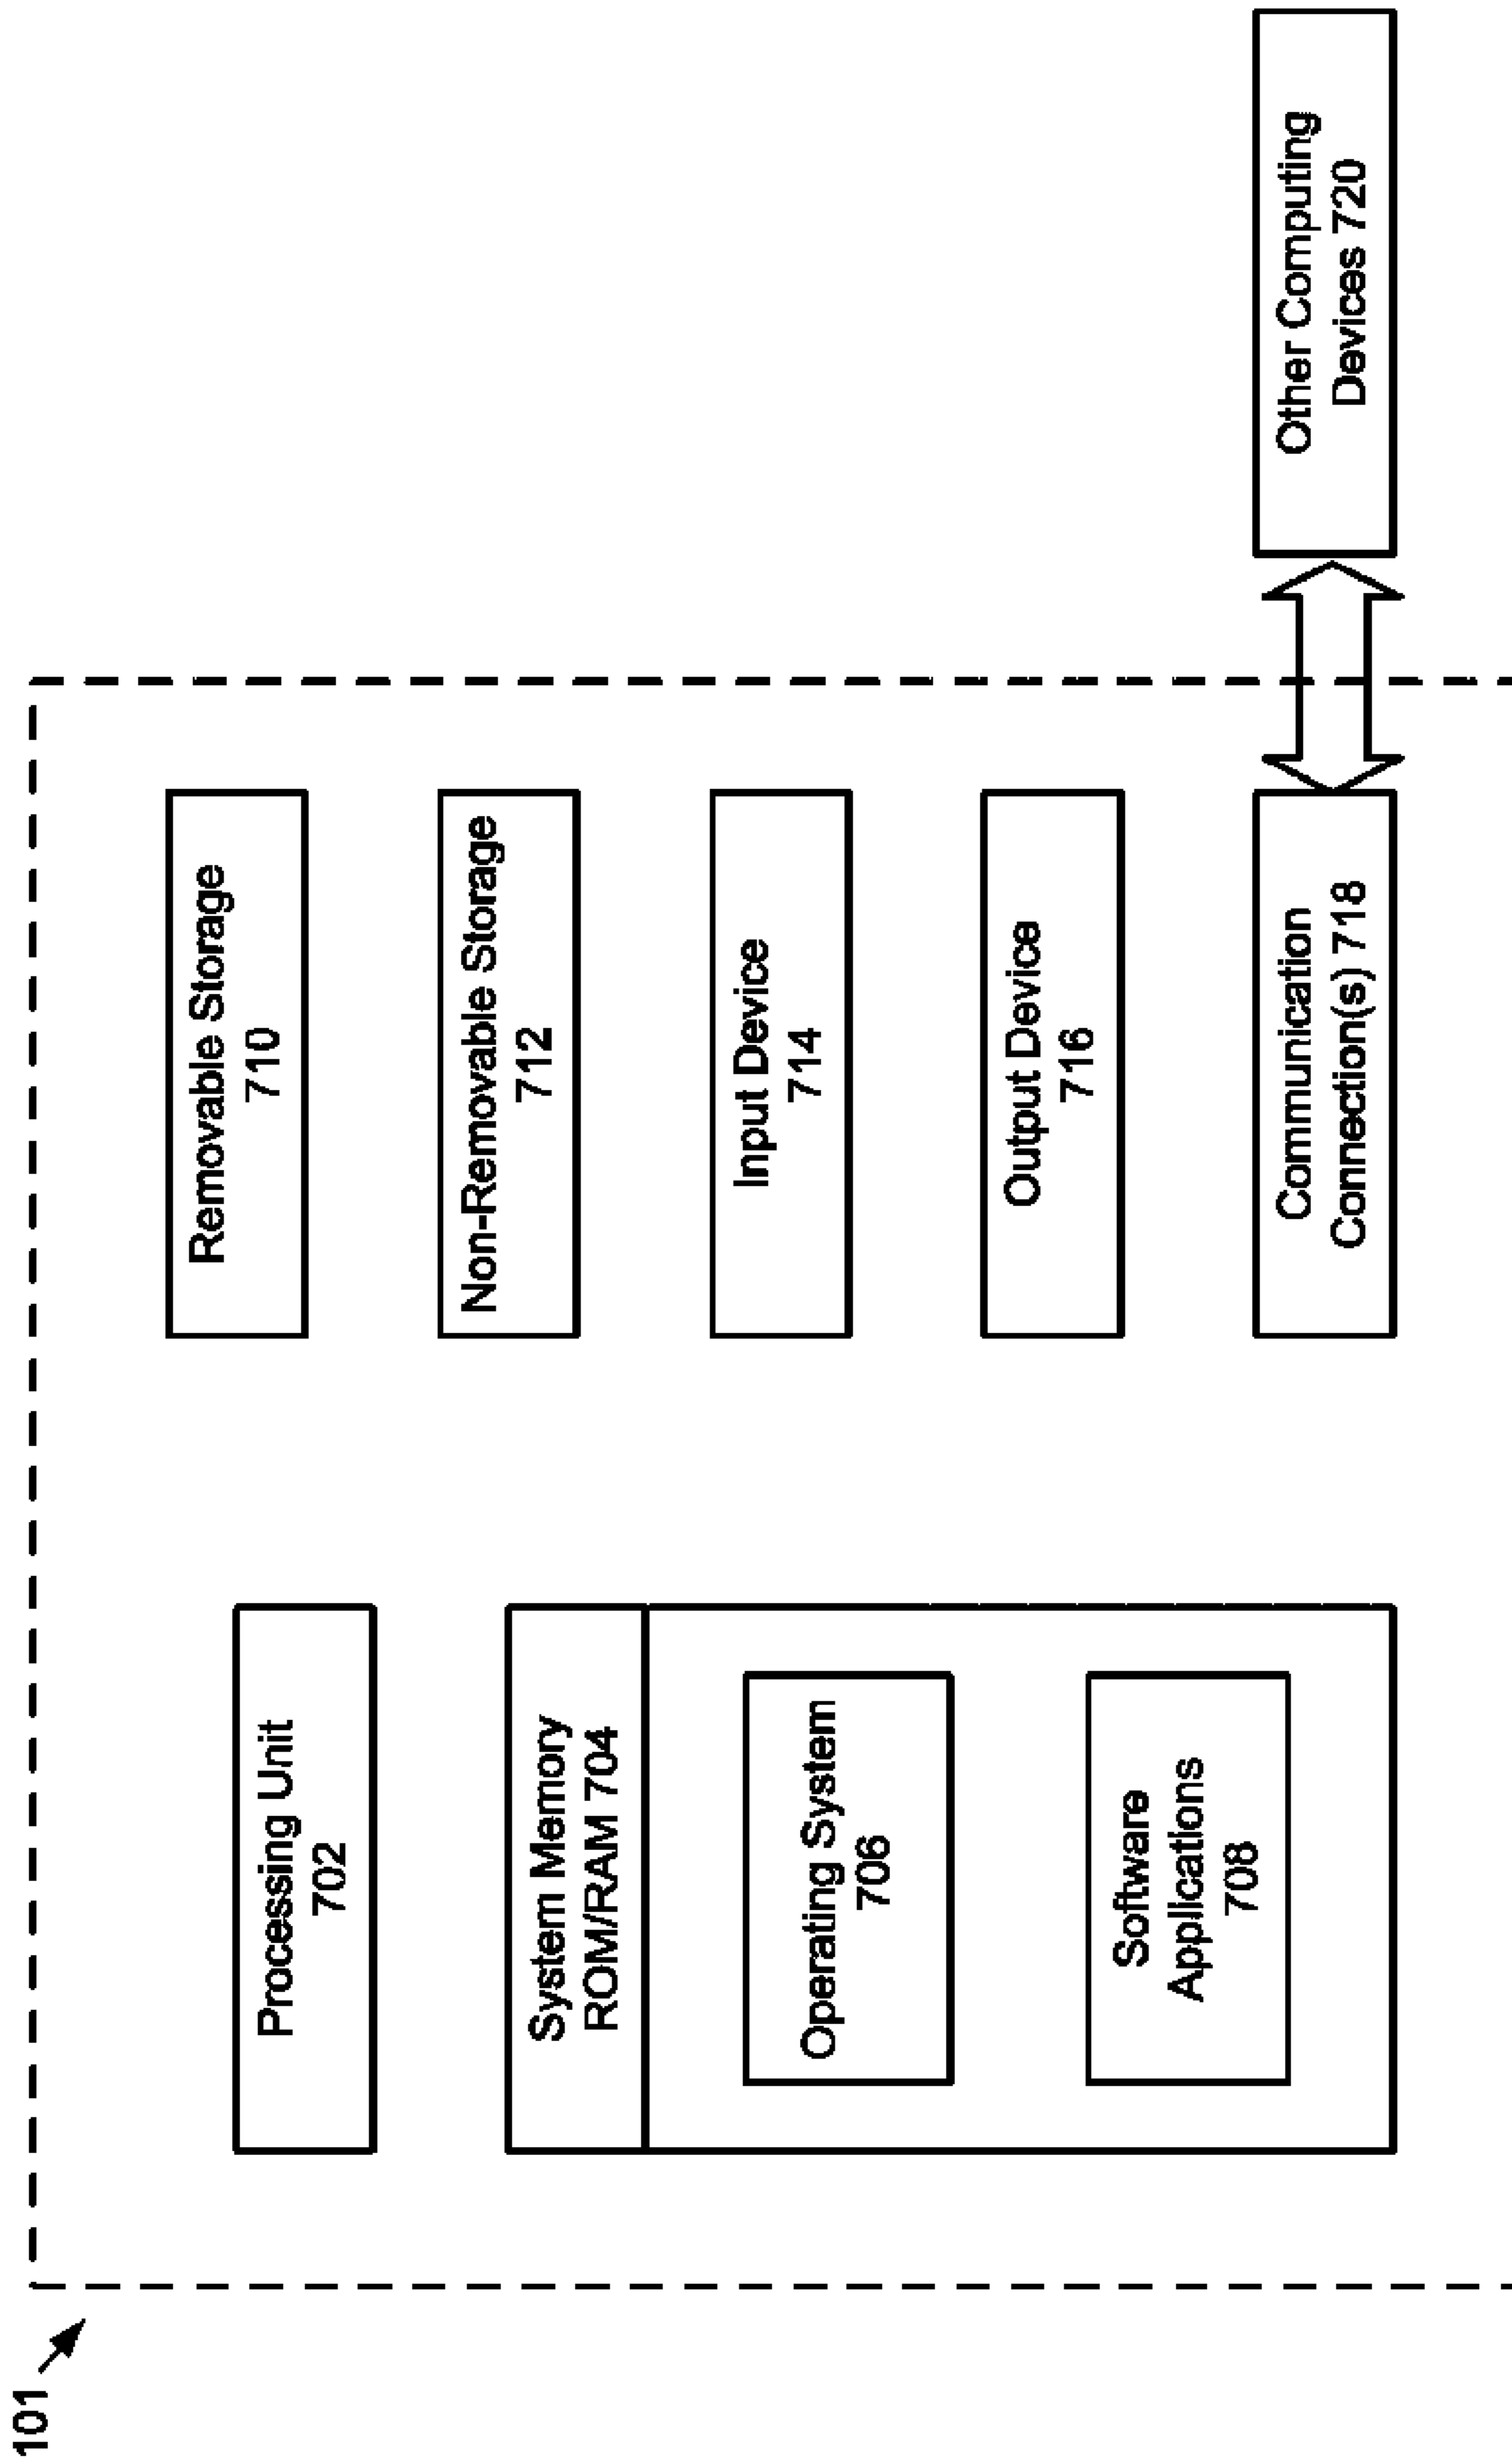 101
Processing Unit
702
System Memory
ROM/RAM 704
Operating System
706
Software
Applications
708
Removable Storage
710
Non-Removable Storage
712
Input Device
714
Output Device
716
Communication
Connection(s) 718
Other Computing
Devices 720